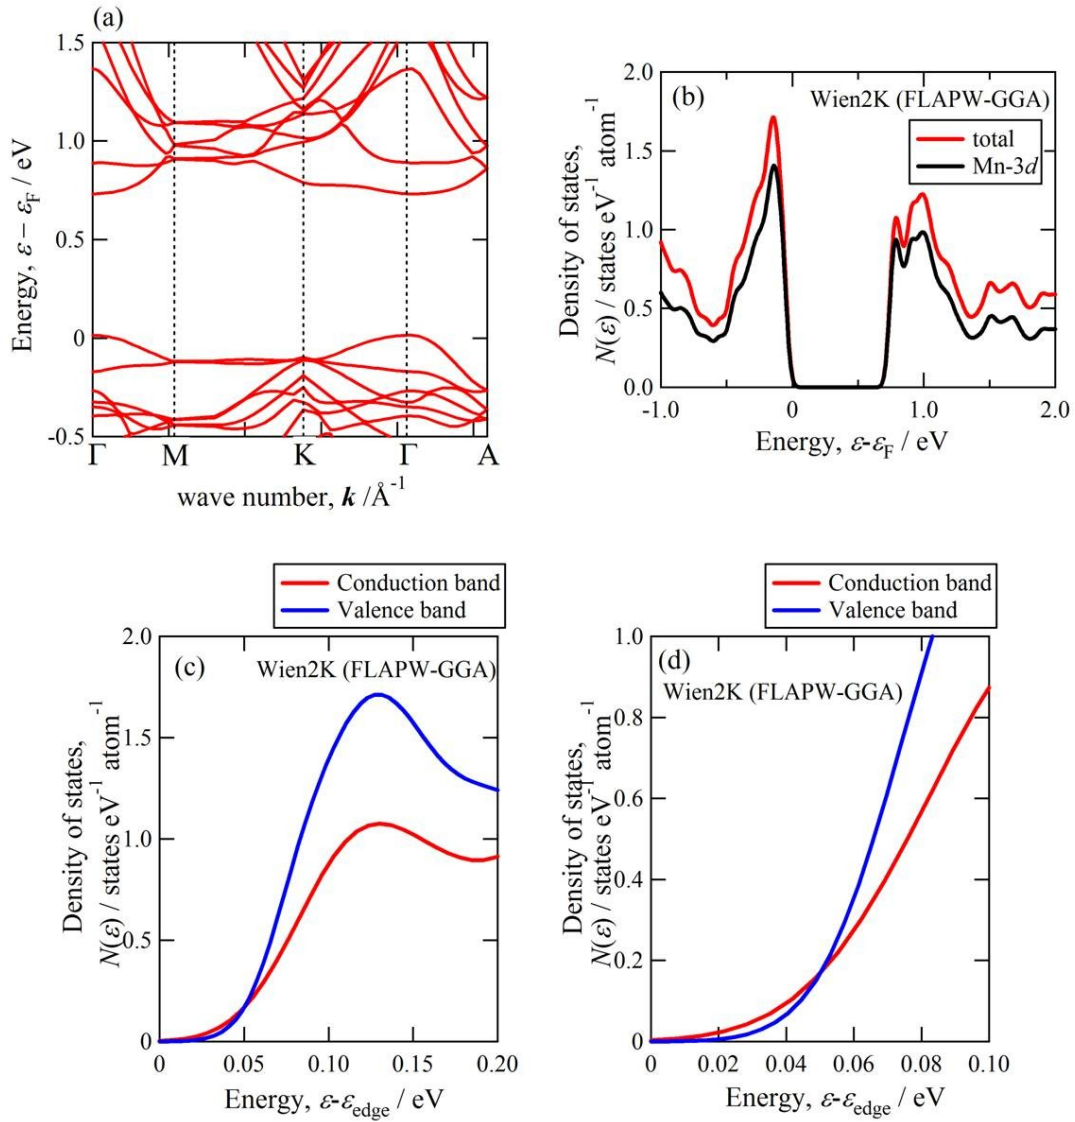 (a)
1.5
1.0
0.5
0
-0.5
Energy, ε – εF / eV
Γ M K Γ A
wave number, k /Å-1
(b)
Wien2K (FLAPW-GGA)
total
Mn-3d
2.0
1.5
1.0
0.5
0.0
Density of states,
N(ε) / states eV-1 atom-1
-1.0 0 1.0 2.0
Energy, ε-εF / eV
Conduction band
Valence band
(c)
Wien2K (FLAPW-GGA)
2.0
1.5
1.0
0.5
0
Density of states,
N(ε) / states eV-1 atom-1
0 0.05 0.10 0.15 0.20
Energy, ε-εedge / eV
Conduction band
Valence band
(d)
Wien2K (FLAPW-GGA)
1.0
0.8
0.6
0.4
0.2
0
Density of states,
N(ε) / states eV-1 atom-1
0 0.02 0.04 0.06 0.08 0.10
Energy, ε-εedge / eV